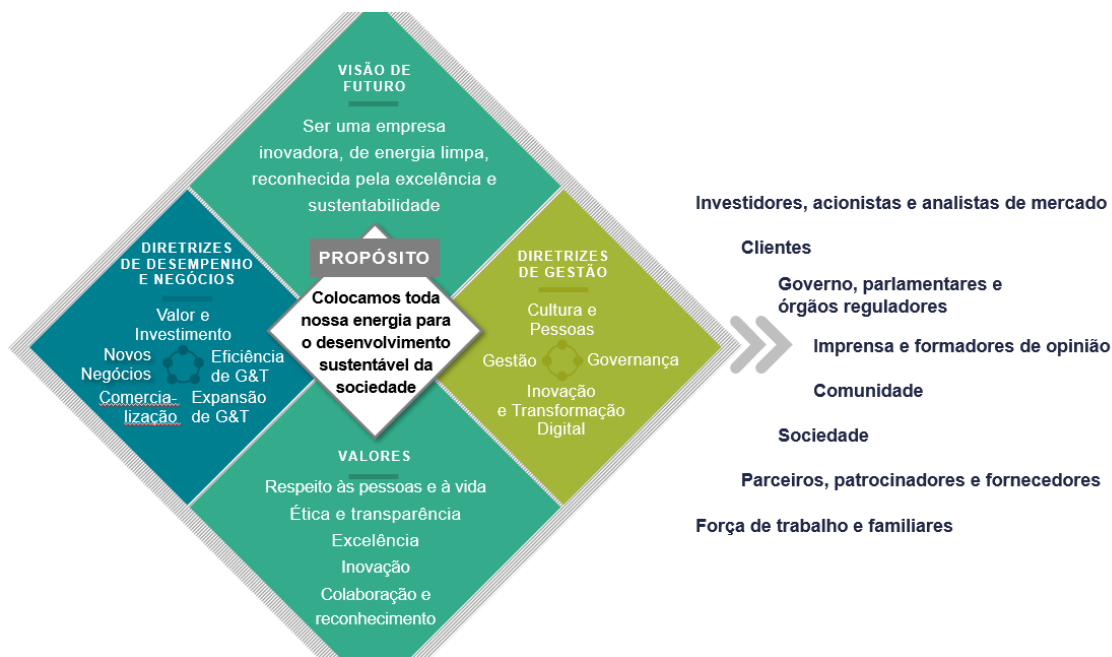 VISÃO DE
FUTURO
Ser uma empresa
inovadora, de energia limpa,
reconhecida pela excelência e
sustentabilidade
DIRETRIZES
DE DESEMPENHO
E NEGÓCIOS
Valor e
Investimento
Novos
Negócios
Eficiência
de G&T
Comercia-
lização
Expansão
de G&T
PROPÓSITO
Colocamos toda
nossa energia para
o desenvolvimento
sustentável da
sociedade
DIRETRIZES
DE GESTÃO
Cultura e
Pessoas
Gestão
Governança
Inovação
e Transformação
Digital
VALORES
Respeito às pessoas e à vida
Ética e transparência
Excelência
Inovação
Colaboração e
reconhecimento
Investidores, acionistas e analistas de mercado
Clientes
Governo, parlamentares e
órgãos reguladores
Imprensa e formadores de opinião
Comunidade
Sociedade
Parceiros, patrocinadores e fornecedores
Força de trabalho e familiares